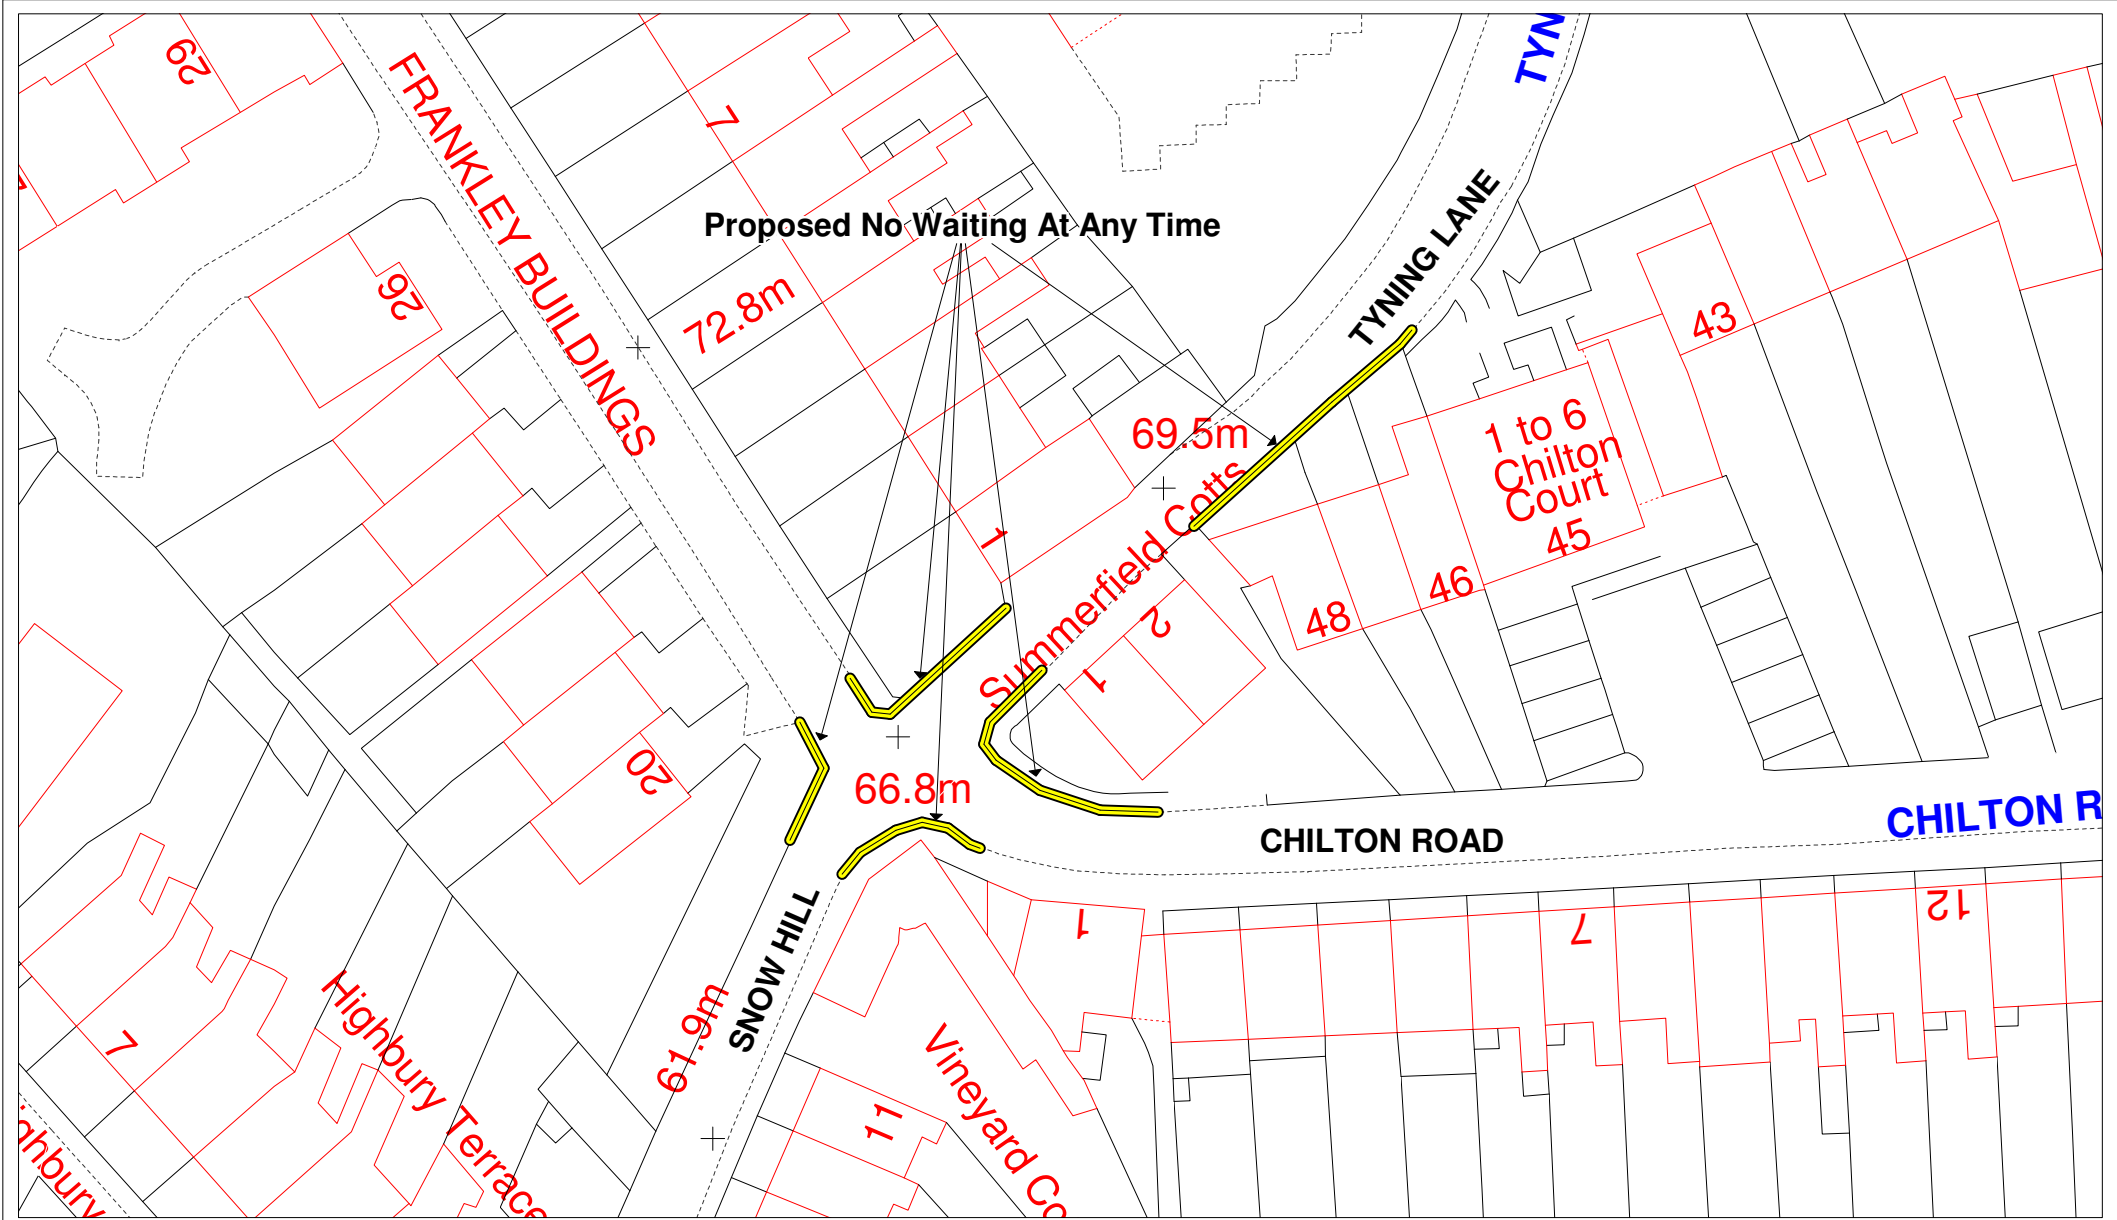 29
TYN
FRANKLEY BUILDINGS
7
Proposed No Waiting At Any Time
TYNING LANE
26
72.8m
43
69.5m
1 to 6
Chilton
Court
45
Summerfield Cotts
1
2
1
46
48
20
66.8m
CHILTON ROAD
CHILTON R
SNOW HILL
1
7
12
61.9m
Highbury Terrace
7
Vineyard Co
11
ghbury